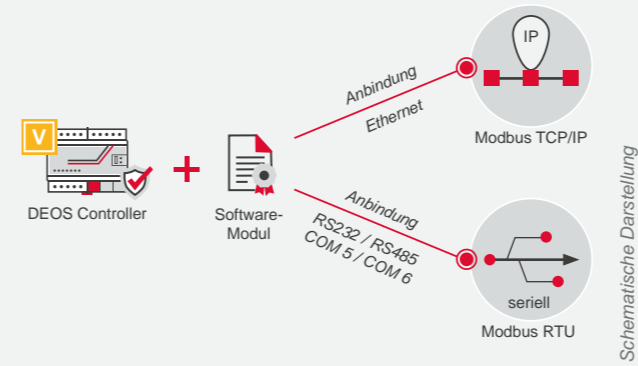 V
DEOS Controller
Software-
Modul
Anbindung
Ethernet
IP
Modbus TCP/IP
Anbindung
RS232 / RS485
COM 5 / COM 6
seriell
Modbus RTU
Schematische Darstellung